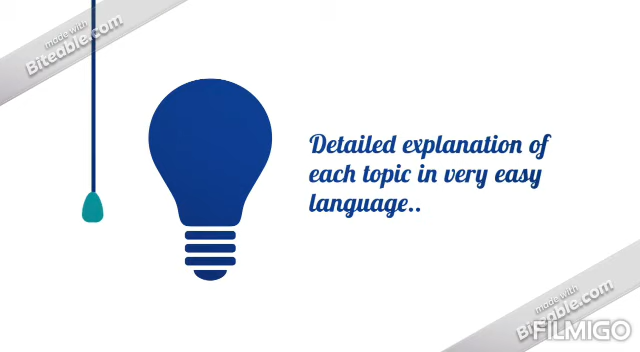 made with
Biteable.com
Detailed explanation of
each topic in very easy
language..
made with
Biteable.com
FILMIGO